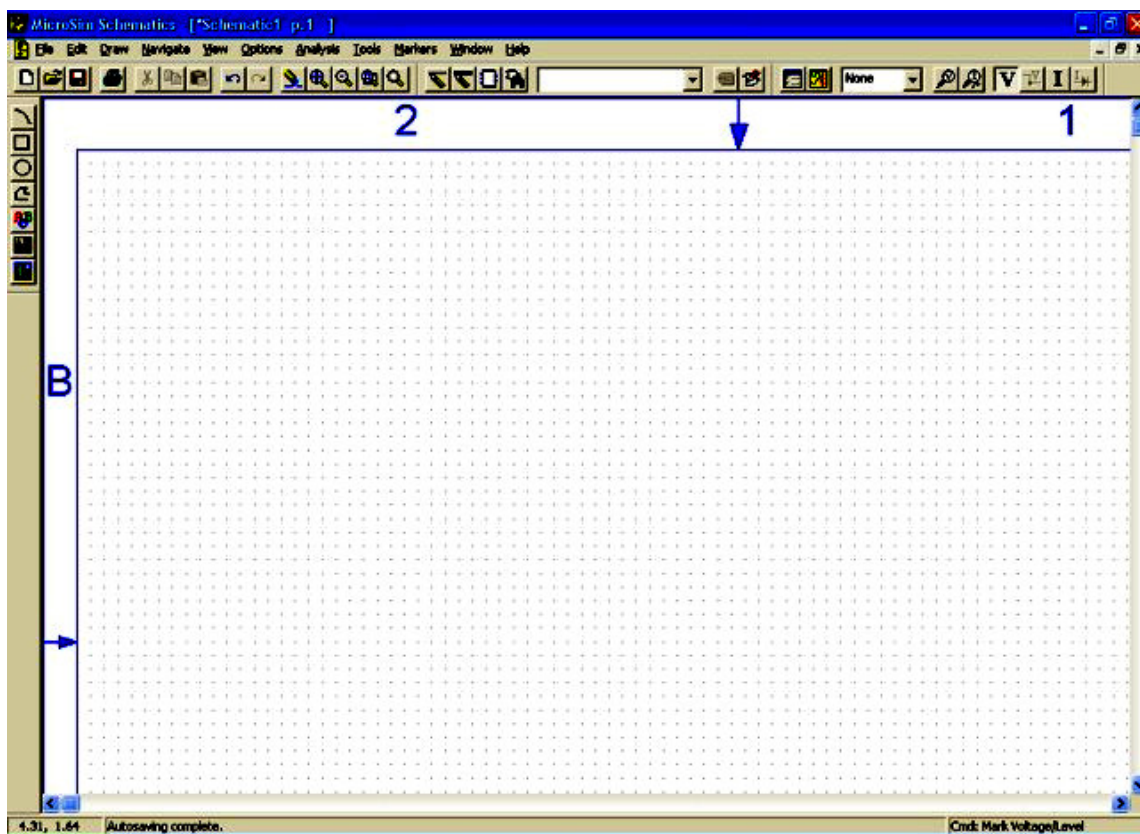 MicroSim Schematics - [*Schematic1 p.1 ]
File Edit Draw Navigate View Options Analysis Tools Markers Window Help
None V I
2 1
B
4.31, 1.64 Autosaving complete. Cmd: Mark Voltage/Level